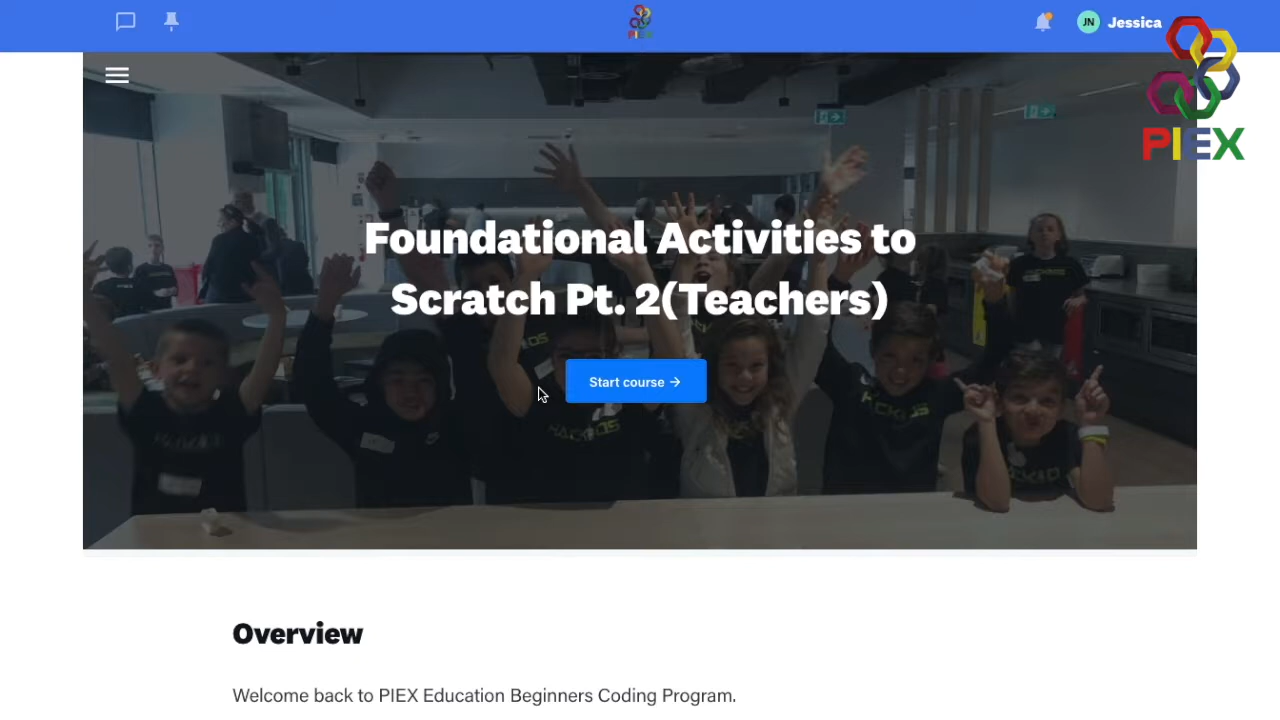 JN Jessica
PIEX
PIEX
Foundational Activities to
Scratch Pt. 2(Teachers)
Start course →
Overview
Welcome back to PIEX Education Beginners Coding Program.